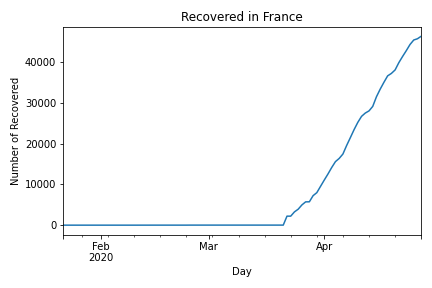 Recovered in France
Number of Recovered
40000
30000
20000
10000
0
Feb
2020
Mar
Apr
Day